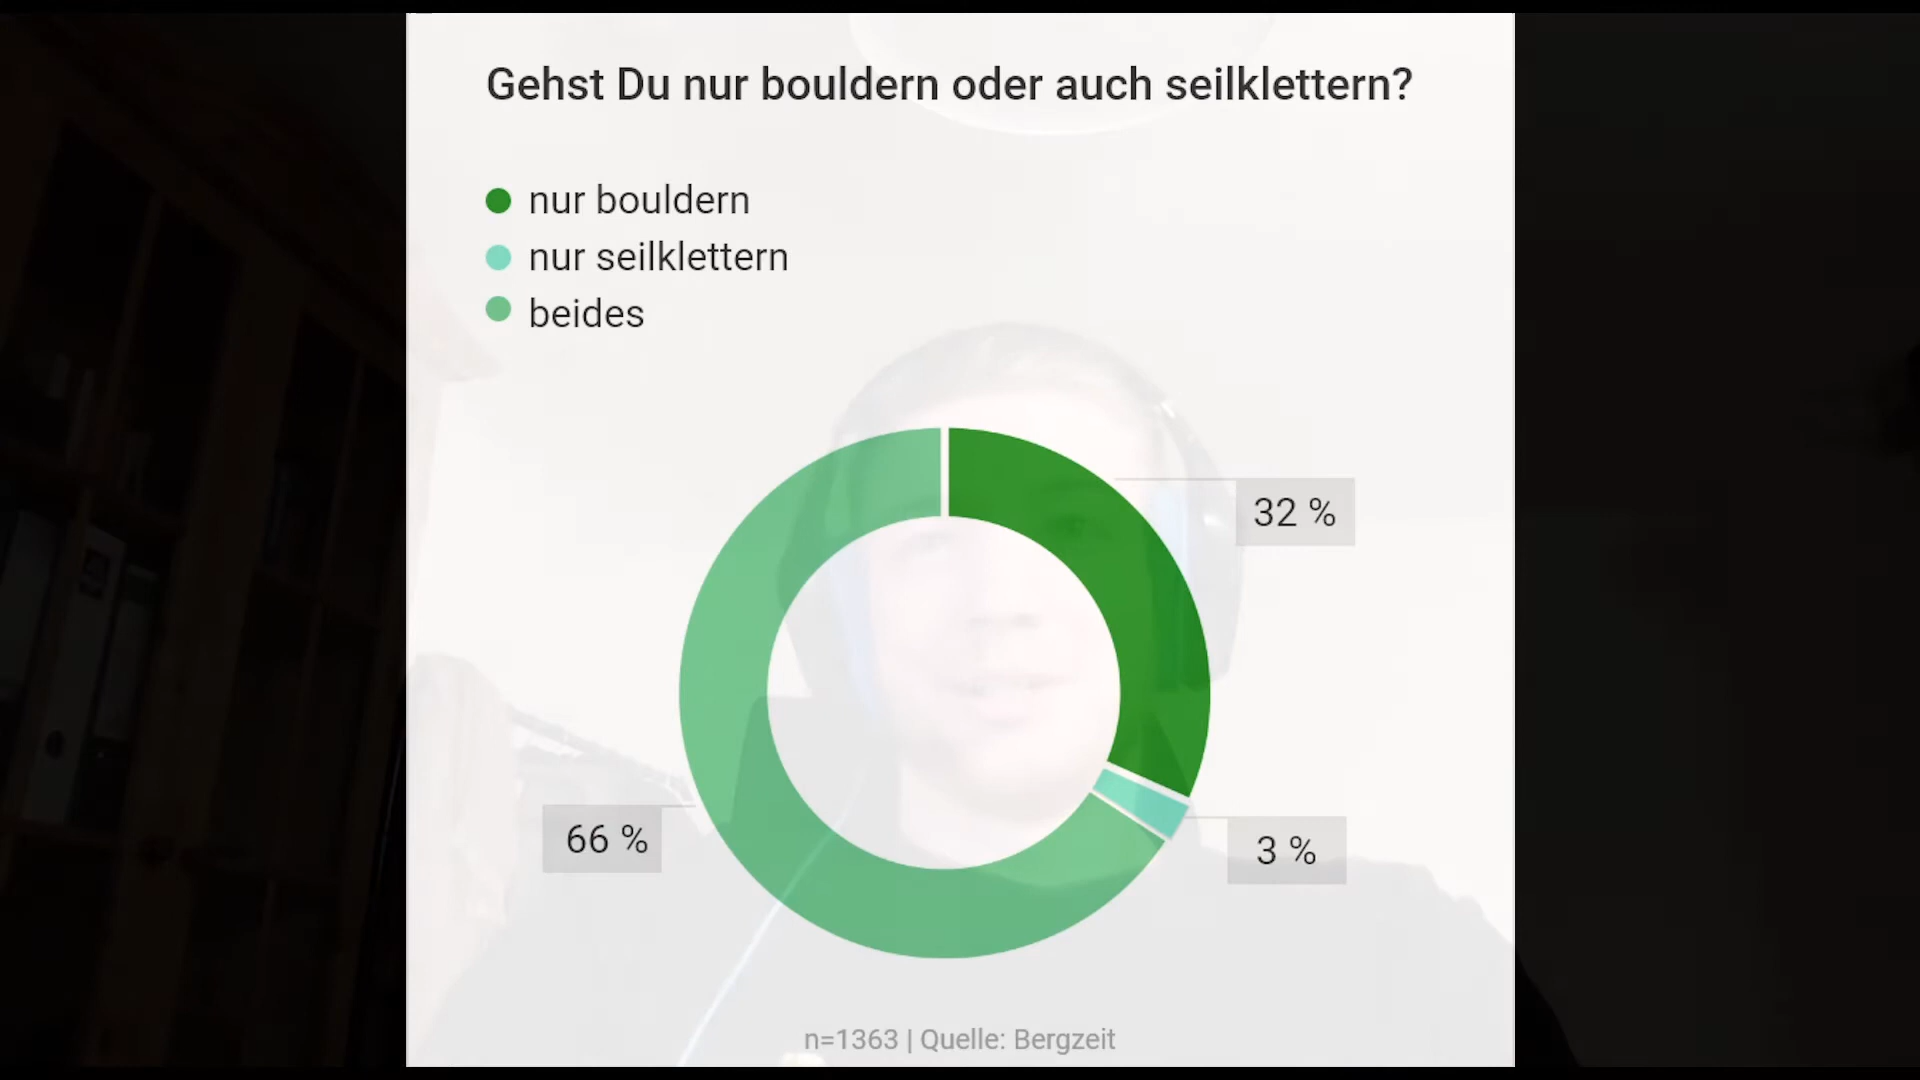 Gehst Du nur bouldern oder auch seilklettern?
nur bouldern
nur seilklettern
beides
32 %
66 %
3 %
n=1363 | Quelle: Bergzeit